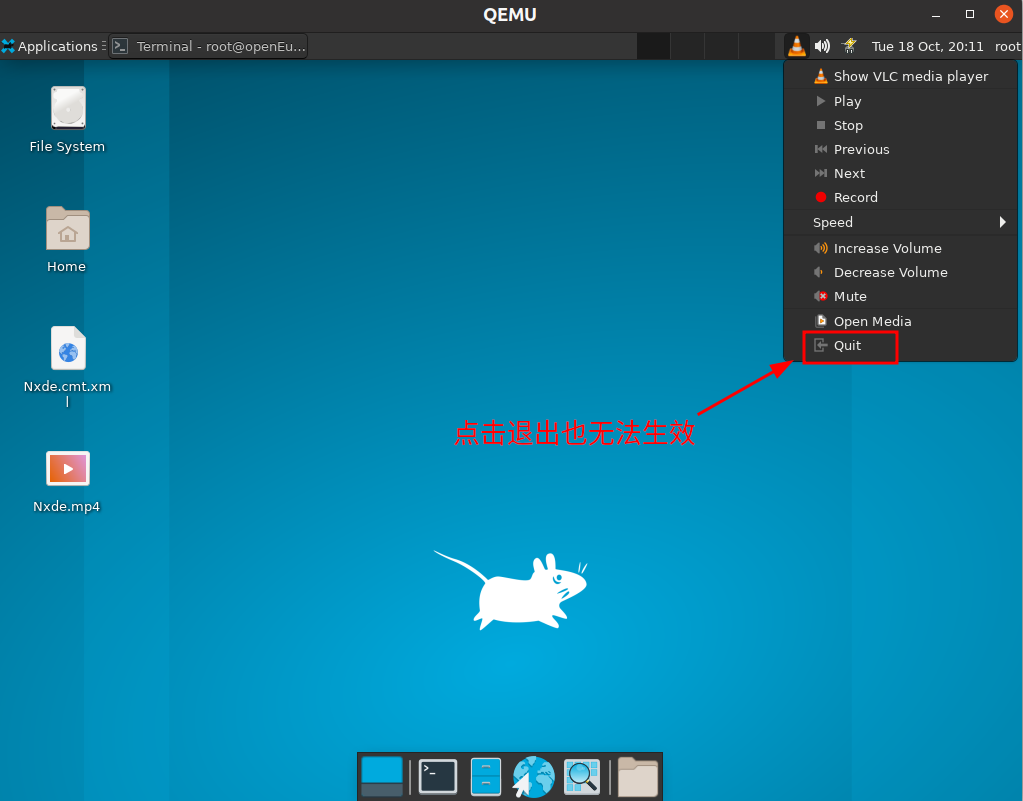 QEMU
Applications
Terminal - root@openEu...
Tue 18 Oct, 20:11
root
File System
Home
Nxde.cmt.xm
l
Nxde.mp4
Show VLC media player
Play
Stop
Previous
Next
Record
Speed
Increase Volume
Decrease Volume
Mute
Open Media
Quit
点击退出也无法生效